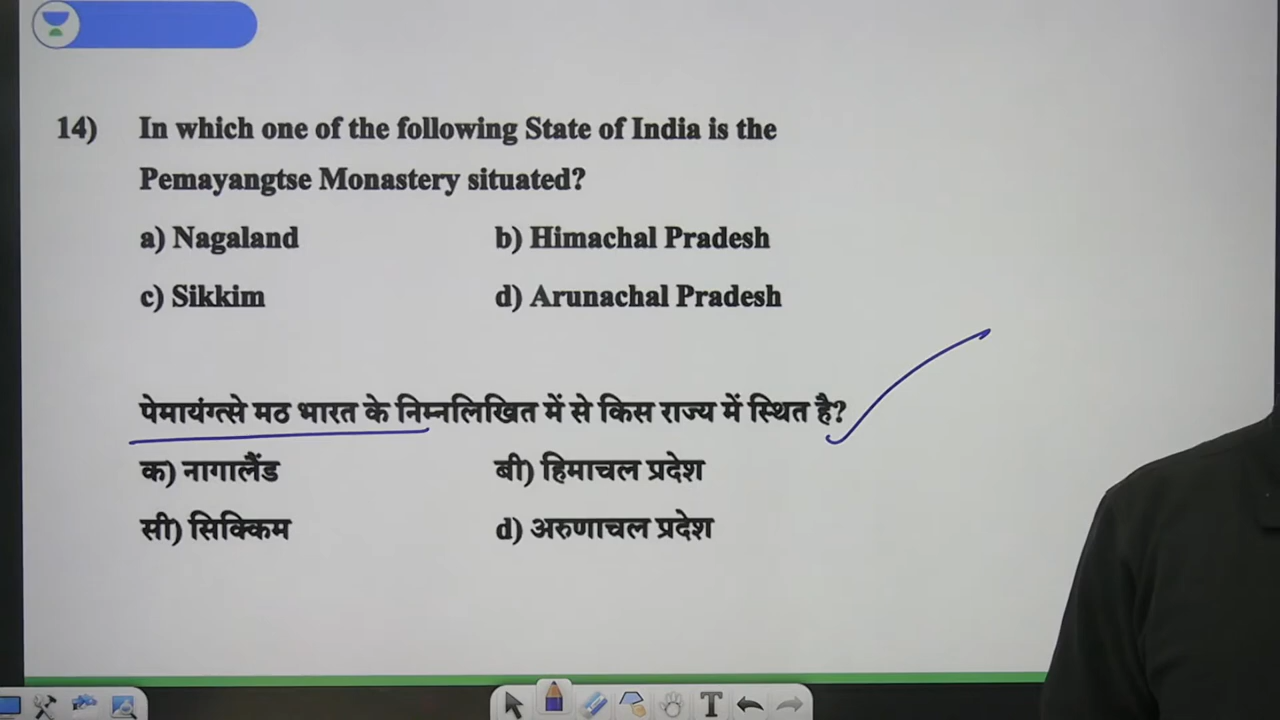 14) In which one of the following State of India is the
Pemayangtse Monastery situated?
a) Nagaland b) Himachal Pradesh
c) Sikkim d) Arunachal Pradesh
पेमायंग्त्से मठ भारत के निम्नलिखित में से किस राज्य में स्थित है?
क) नागालैंड बी) हिमाचल प्रदेश
सी) सिक्किम d) अरुणाचल प्रदेश
T